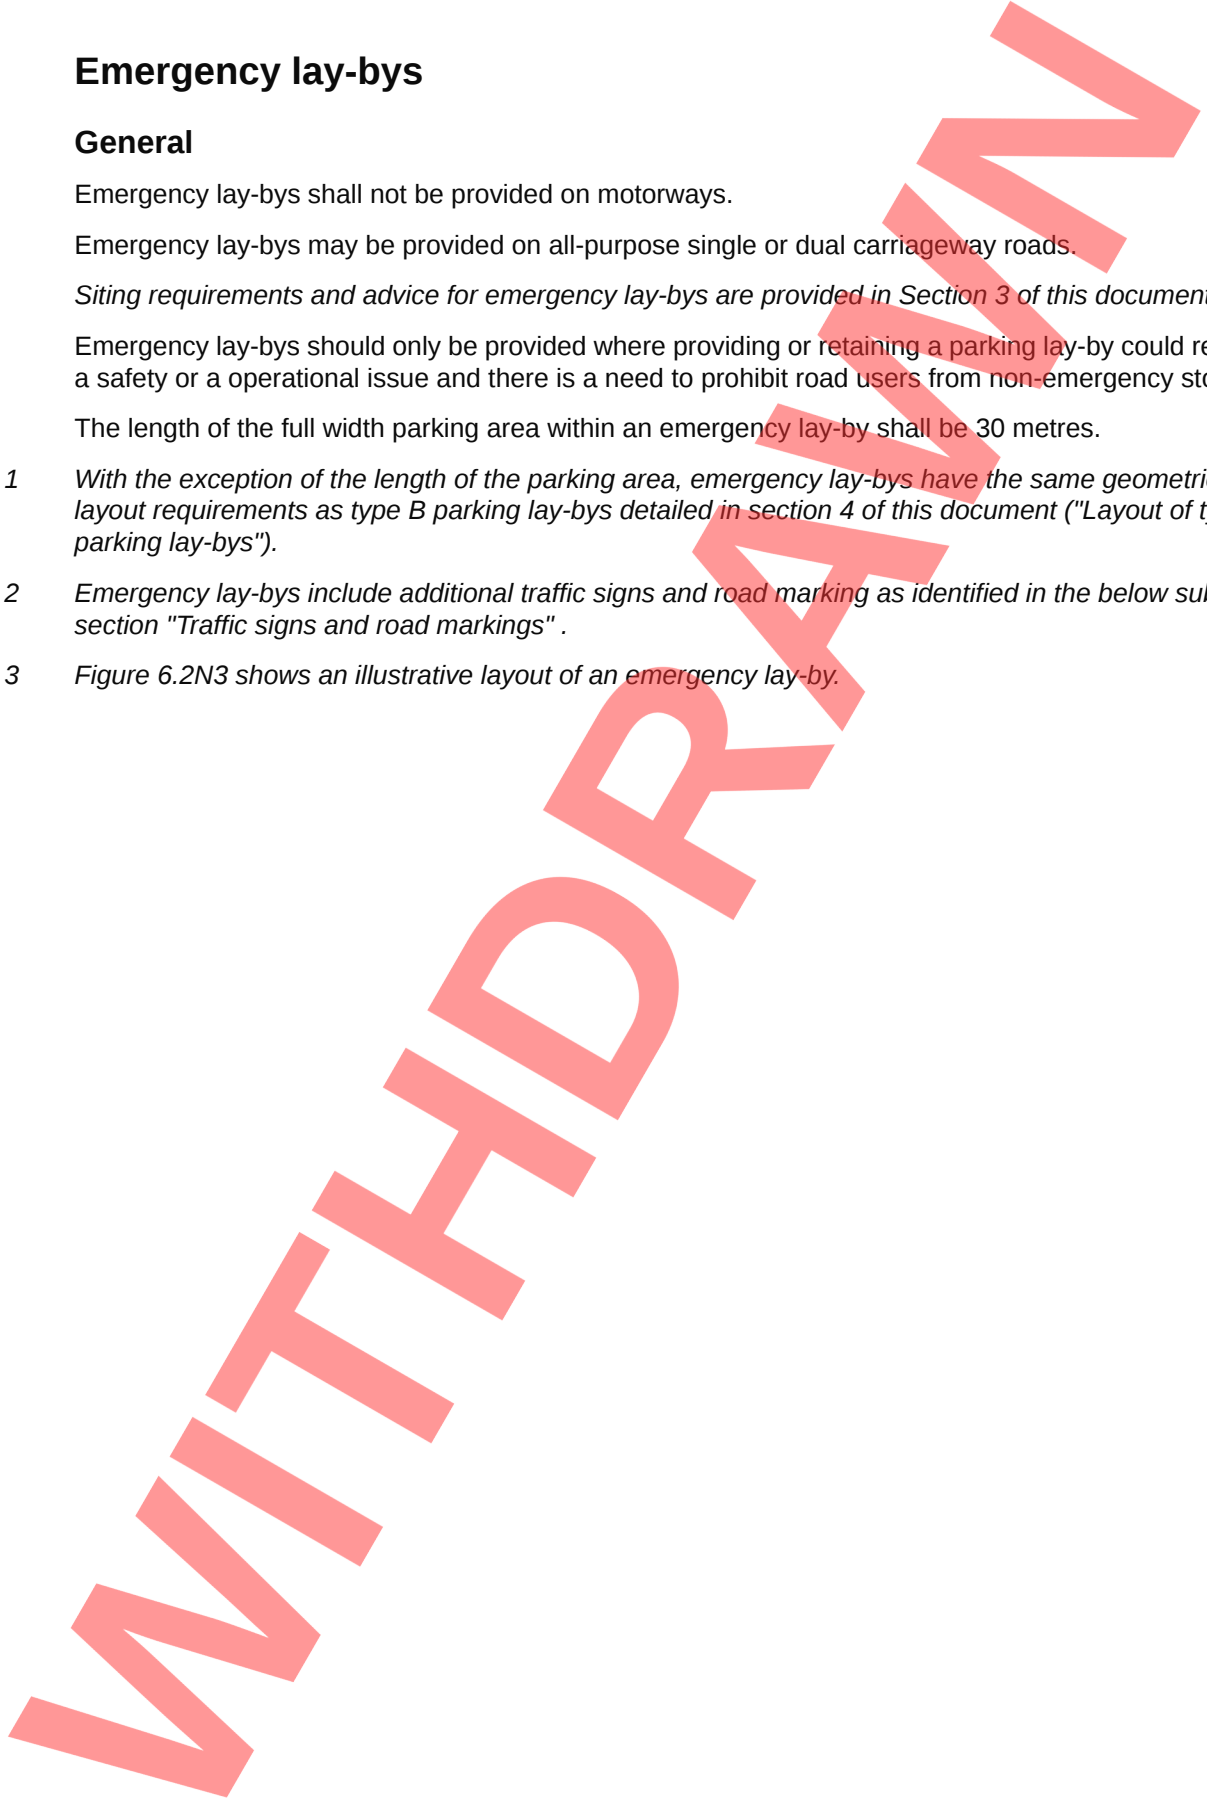 Emergency lay-bys
General
Emergency lay-bys shall not be provided on motorways.
Emergency lay-bys may be provided on all-purpose single or dual carriageway roads.
Siting requirements and advice for emergency lay-bys are provided in Section 3 of this document
Emergency lay-bys should only be provided where providing or retaining a parking lay-by could
a safety or a operational issue and there is a need to prohibit road users from non-emergency
The length of the full width parking area within an emergency lay-by shall be 30 metres.
1 With the exception of the length of the parking area, emergency lay-bys have the same
layout requirements as type B parking lay-bys detailed in section 4 of this document ("Layout of
parking lay-bys").
2 Emergency lay-bys include additional traffic signs and road marking as identified in the below
section "Traffic signs and road markings" .
3 Figure 6.2N3 shows an illustrative layout of an emergency lay-by.
WITHDRAWN